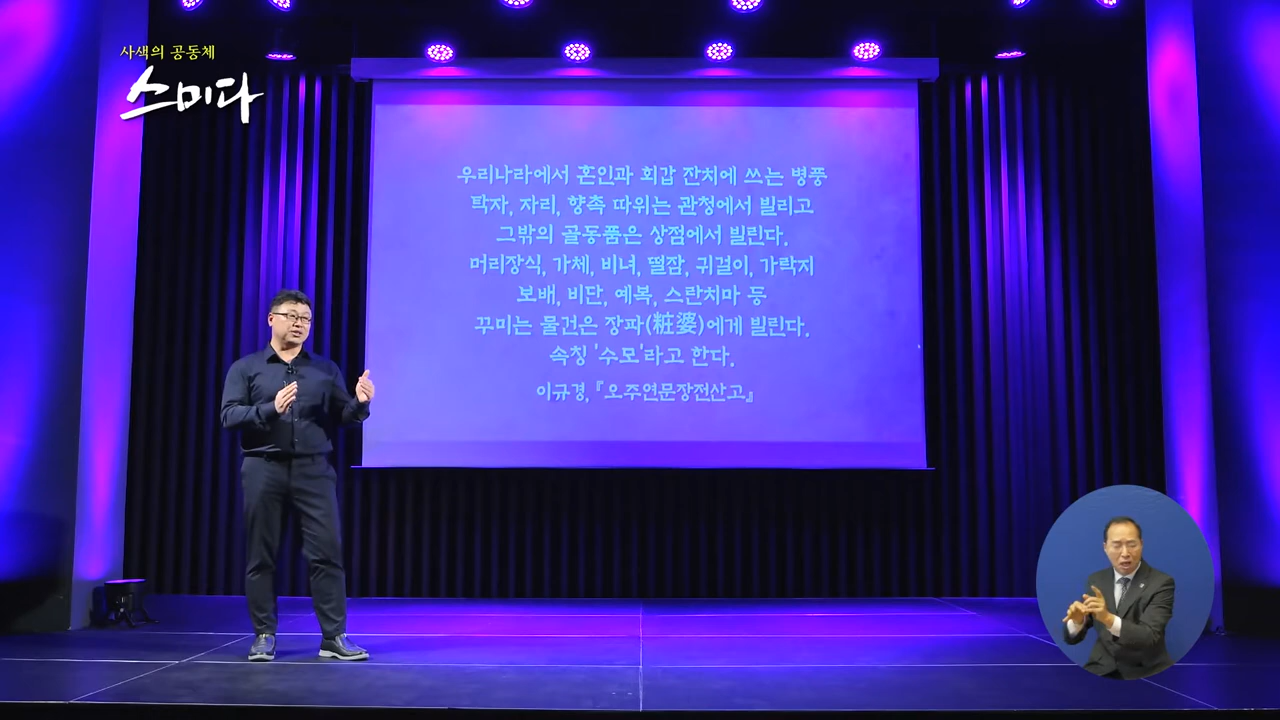 사색의 공동체
스미다
우리나라에서 혼인과 회갑 잔치에 쓰는 병풍
탁자, 자리, 향촉 따위는 관청에서 빌리고
그밖의 골동품은 상점에서 빌린다.
머리장식, 가체, 비녀, 떨잠, 귀걸이, 가락지
보배, 비단, 예복, 스란치마 등
꾸미는 물건은 장파(粧婆)에게 빌린다.
속칭 '수모'라고 한다.
이규경, 『오주연문장전산고』